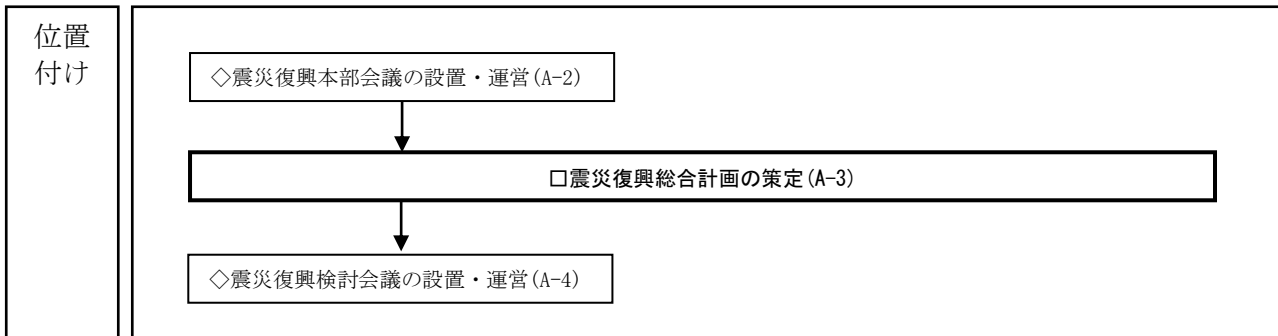 位置
付け
◇震災復興本部会議の設置・運営(A-2)
□震災復興総合計画の策定(A-3)
◇震災復興検討会議の設置・運営(A-4)